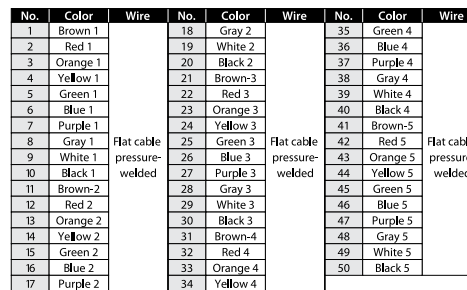 No. Color Wire No. Color Wire No. Color Wire
1 Brown 1 18 Gray 2 35 Green 4
2 Red 1 19 White 2 36 Blue 4
3 Orange 1 20 Black 2 37 Purple 4
4 Yellow 1 21 Brown-3 38 Gray 4
5 Green 1 22 Red 3 39 White 4
6 Blue 1 23 Orange 3 40 Black 4
7 Purple 1 24 Yellow 3 41 Brown-5
8 Gray 1 Flat cable 25 Green 3 Flat cable 42 Red 5 Flat cable
9 White 1 pressure- 26 Blue 3 pressure- 43 Orange 5 pressure-
10 Black 1 welded 27 Purple 3 welded 44 Yellow 5 welded
11 Brown-2 28 Gray 3 45 Green 5
12 Red 2 29 White 3 46 Blue 5
13 Orange 2 30 Black 3 47 Purple 5
14 Yellow 2 31 Brown-4 48 Gray 5
15 Green 2 32 Red 4 49 White 5
16 Blue 2 33 Orange 4 50 Black 5
17 Purple 2 34 Yellow 4